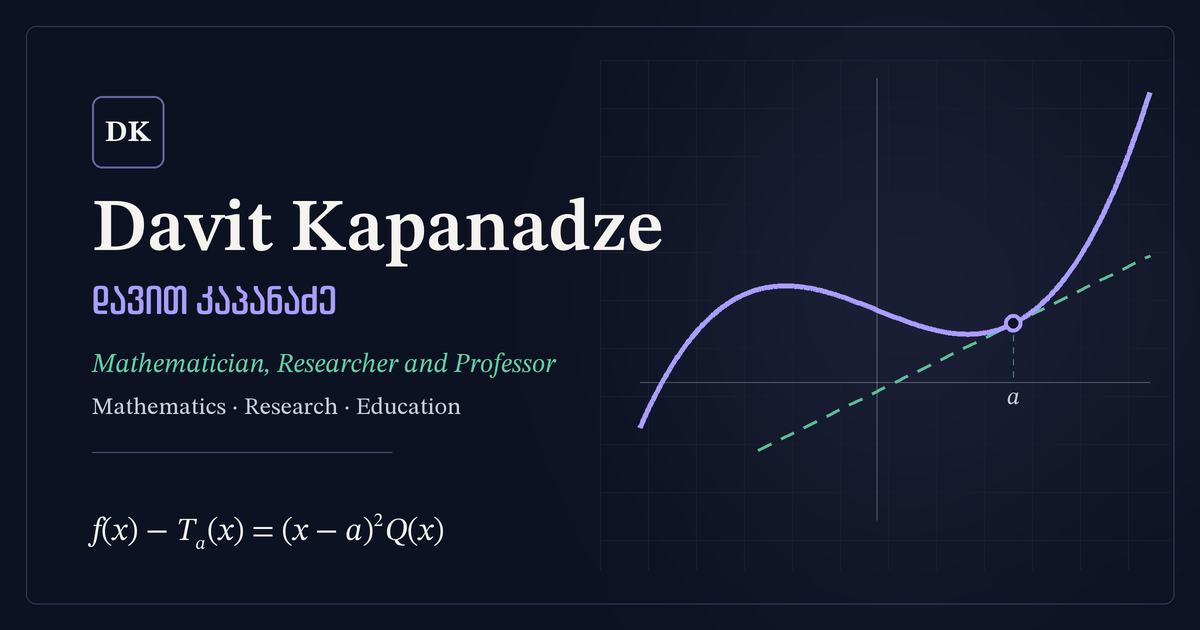 DK
Davit Kapanadze
დავით კაპანაძე
Mathematician, Researcher and Professor
Mathematics · Research · Education
f(x) − Tₐ(x) = (x − a)²Q(x)
a